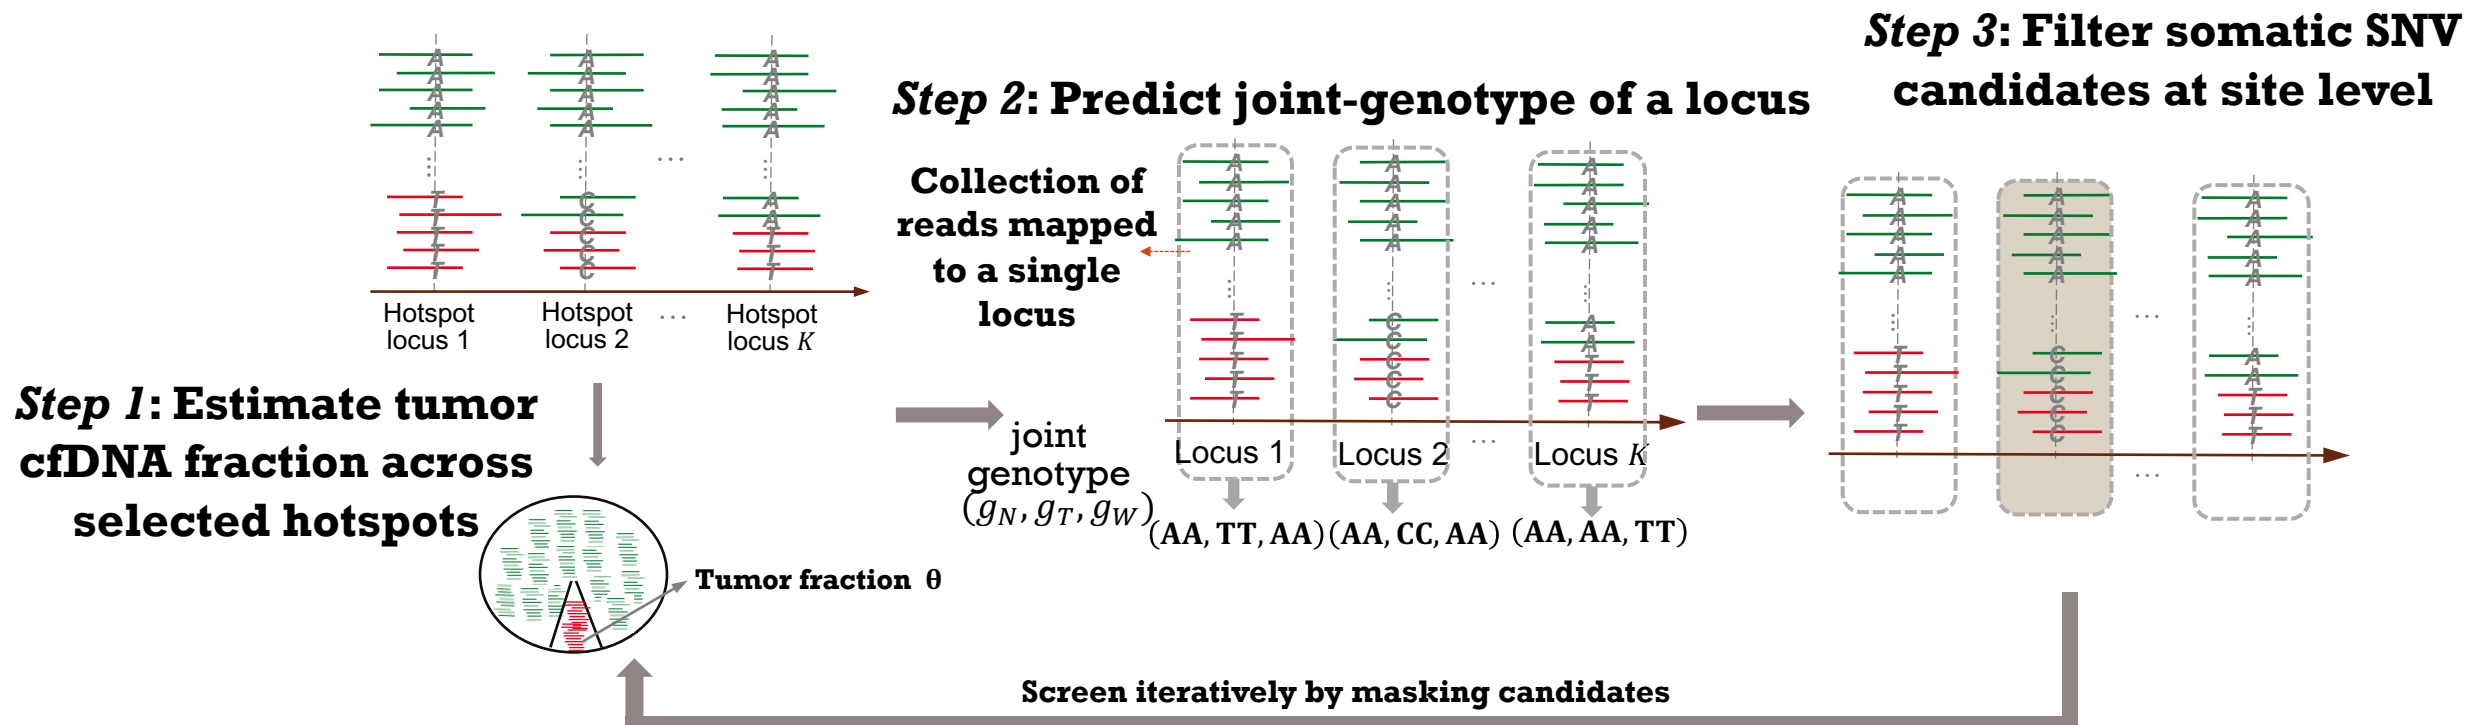 A A A
A A A
A A A
A A A
A A A
⋮ ⋮ … ⋮
T C A
T C A
T C T
T C T
T C T
Hotspot locus 1
Hotspot locus 2
…
Hotspot locus K
Step 1: Estimate tumor
cfDNA fraction across
selected hotspots
Tumor fraction θ
Step 2: Predict joint-genotype of a locus
Collection of
reads mapped
to a single
locus
A A A
A A A
A A A
A A A
A A A
⋮ ⋮ … ⋮
T C A
T C A
T C T
T C T
T C T
Locus 1 Locus 2 … Locus K
joint
genotype
(g_N, g_T, g_W)
(AA, TT, AA) (AA, CC, AA) (AA, AA, TT)
Step 3: Filter somatic SNV
candidates at site level
A A A
A A A
A A A
A A A
A A A
⋮ ⋮ … ⋮
T C A
T C A
T C T
T C T
T C T
…
Screen iteratively by masking candidates